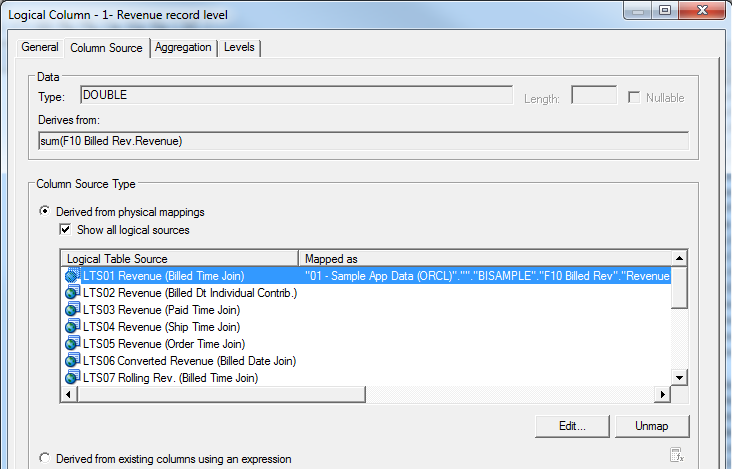 Logical Column - 1- Revenue record level
General Column Source Aggregation Levels
Data
Type: DOUBLE Length: Nullable
Derives from:
sum(F10 Billed Rev.Revenue)
Column Source Type
Derived from physical mappings
Show all logical sources
Logical Table Source Mapped as
LTS01 Revenue (Billed Time Join) "01 - Sample App Data (ORCL)".""."BISAMPLE"."F10 Billed Rev"."Revenue
LTS02 Revenue (Billed Dt Individual Contrib.)
LTS03 Revenue (Paid Time Join)
LTS04 Revenue (Ship Time Join)
LTS05 Revenue (Order Time Join)
LTS06 Converted Revenue (Billed Date Join)
LTS07 Rolling Rev. (Billed Time Join)
Edit... Unmap
Derived from existing columns using an expression